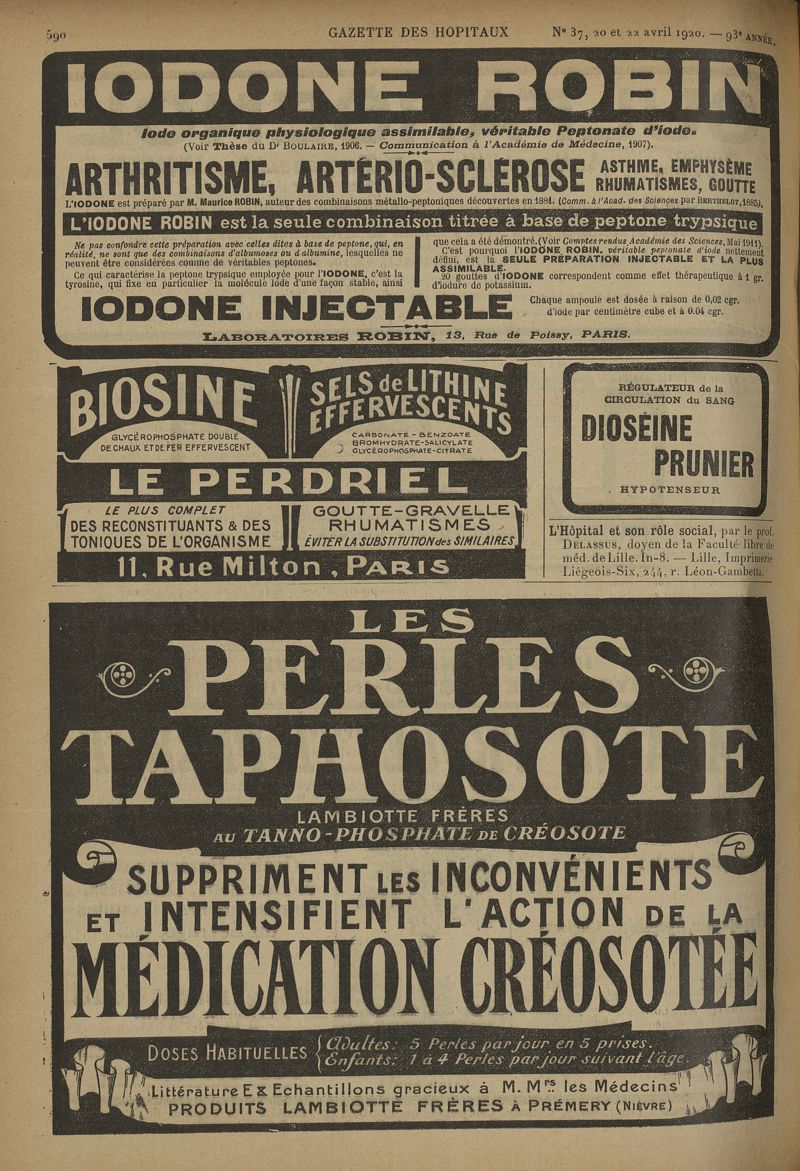 590 GAZETTE DES HOPITAUX N° 37, 20 et 22 avril 1920. — 93e ANNÉE.
IODONE ROBIN
Iode organique physiologique assimilable, véritable Peptonate d'iode.
(Voir Thèse du Dr BOULAIRE, 1906. — Communication à l'Académie de Médecine, 1907).
ARTHRITISME, ARTÉRIO-SCLÉROSE
ASTHME, EMPHYSÈME
RHUMATISMES, GOUTTE
L'IODONE est préparé par M. Maurice ROBIN, auteur des combinaisons métallo-peptoniques découvertes en 1881. (Comm. à l'Acad. des Sciences par BERTHELOT, 1885).
L'IODONE ROBIN est la seule combinaison titrée à base de peptone trypsique
Ne pas confondre cette préparation avec celles dites à base de peptone, qui, en
réalité, ne sont que des combinaisons d'albumoses ou d'albumine, lesquelles ne
peuvent être considérées comme de véritables peptones.
Ce qui caractérise la peptone trypsique employée pour l'IODONE, c'est la
tyrosine, qui fixe en particulier la molécule Iode d'une façon stable, ainsi
que cela a été démontré. (Voir Comptes rendus Académie des Sciences, Mai 1911).
C'est pourquoi l'IODONE ROBIN, véritable peptonate d'iode nettement
défini, est la SEULE PRÉPARATION INJECTABLE ET LA PLUS
ASSIMILABLE.
20 gouttes d'IODONE correspondent comme effet thérapeutique à 1 gr.
d'iodure de potassium.
IODONE INJECTABLE
Chaque ampoule est dosée à raison de 0,02 cgr.
d'iode par centimètre cube et à 0.04 cgr.
LABORATOIRES ROBIN, 13, Rue de Poissy, PARIS.
BIOSINE
GLYCÉROPHOSPHATE DOUBLE
DE CHAUX ET DE FER EFFERVESCENT
SELS de LITHINE
EFFERVESCENTS
CARBONATE - BENZOATE
BROMHYDRATE-SALICYLATE
GLYCÉROPHOSPHATE-CITRATE
LE PERDRIEL
LE PLUS COMPLET
DES RECONSTITUANTS & DES
TONIQUES DE L'ORGANISME
GOUTTE-GRAVELLE
RHUMATISMES
ÉVITER LA SUBSTITUTION des SIMILAIRES
11, Rue Milton, PARIS
RÉGULATEUR de la
CIRCULATION du SANG
DIOSÉINE
PRUNIER
HYPOTENSEUR
L'Hôpital et son rôle social, par le prof.
DELASSUS, doyen de la Faculté libre de
méd. de Lille. In-8. — Lille, Imprimerie
Liégeois-Six, 244, r. Léon-Gambetta.
LES
PERLES
TAPHOSOTE
LAMBIOTTE FRÈRES
AU TANNO-PHOSPHATE DE CRÉOSOTE
SUPPRIMENT LES INCONVÉNIENTS
ET INTENSIFIENT L'ACTION DE LA
MÉDICATION CRÉOSOTÉE
DOSES HABITUELLES
Adultes: 5 Perles par jour en 5 prises.
Enfants: 1 à 4 Perles par jour suivant l'âge.
Littérature E& Echantillons gracieux à M. Mrs les Médecins
PRODUITS LAMBIOTTE FRÈRES À PRÉMERY (NIÈVRE)